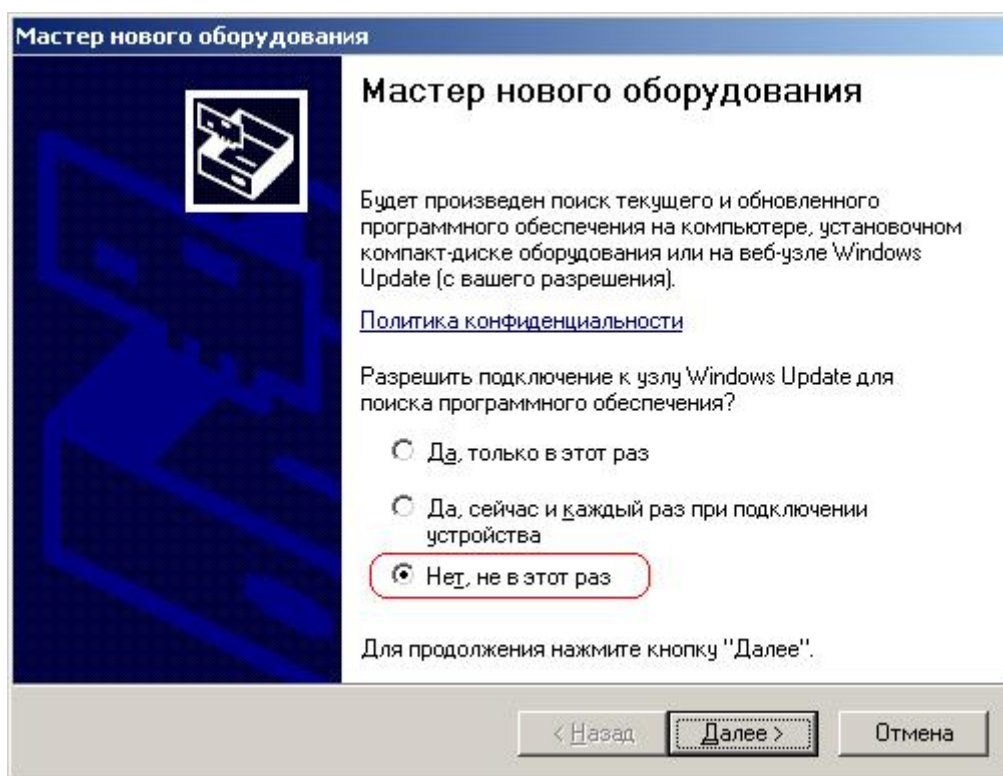 Мастер нового оборудования
Мастер нового оборудования
Будет произведен поиск текущего и обновленного
программного обеспечения на компьютере, установочном
компакт-диске оборудования или на веб-узле Windows
Update (с вашего разрешения).
Политика конфиденциальности
Разрешить подключение к узлу Windows Update для
поиска программного обеспечения?
Да, только в этот раз
Да, сейчас и каждый раз при подключении
устройства
Нет, не в этот раз
Для продолжения нажмите кнопку "Далее".
< Назад
Далее >
Отмена